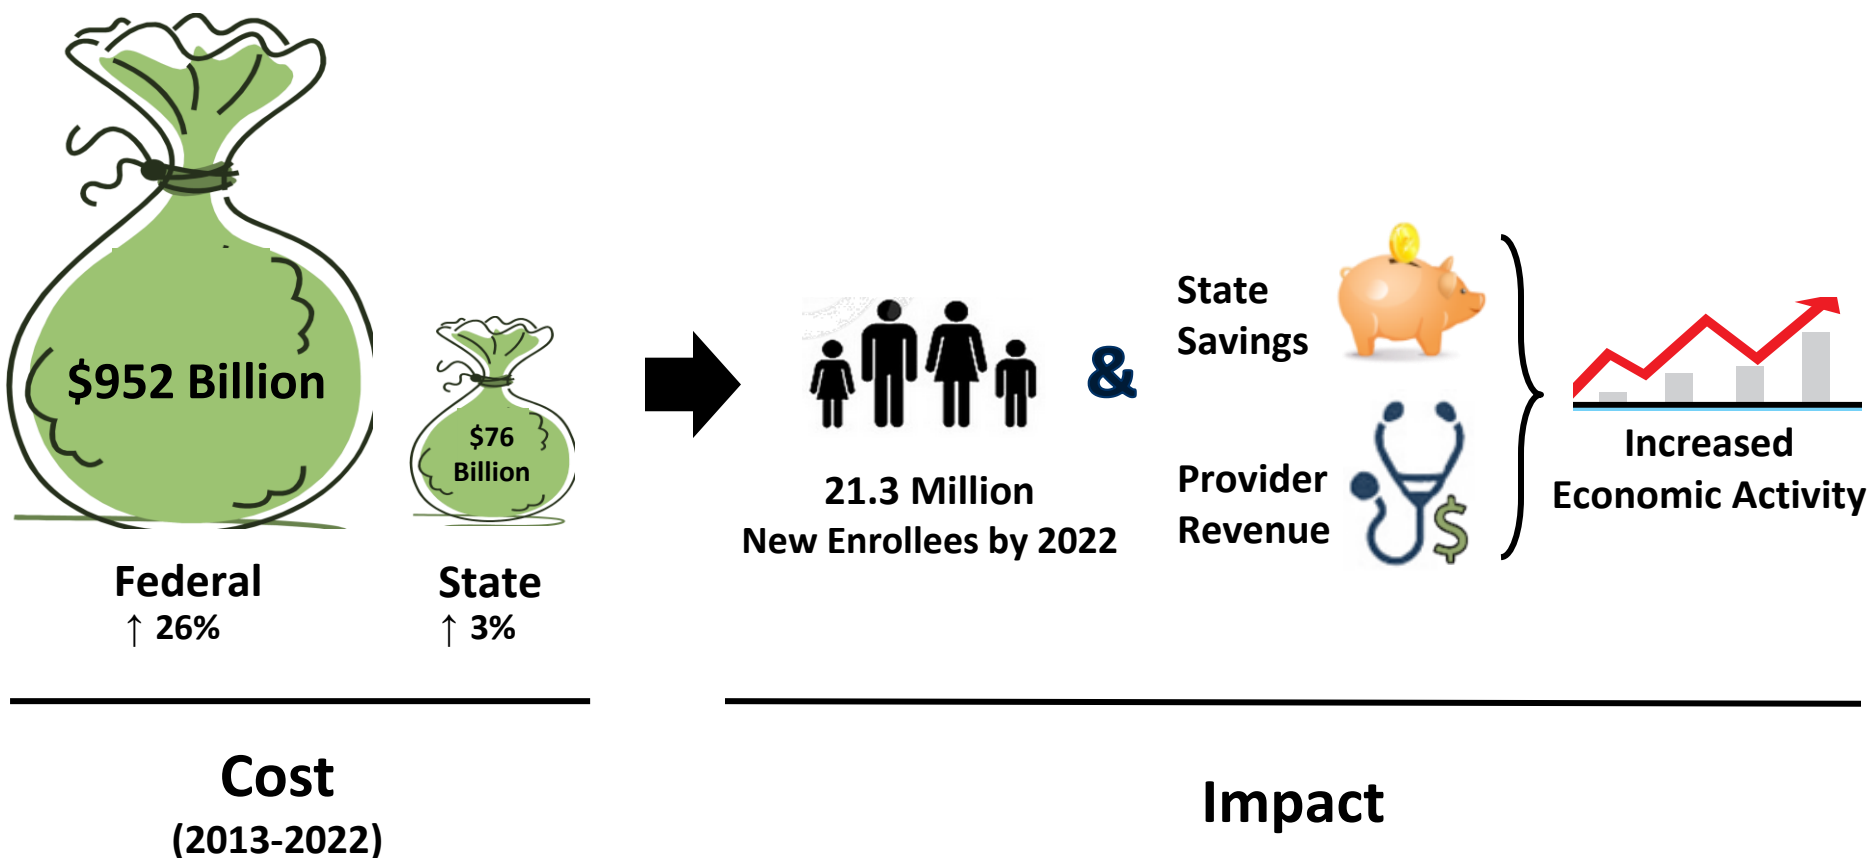 $952 Billion
$76
Billion
Federal
↑ 26%
State
↑ 3%
Cost
(2013-2022)
21.3 Million
New Enrollees by 2022
&
State
Savings
Provider
Revenue
$
Increased
Economic Activity
Impact